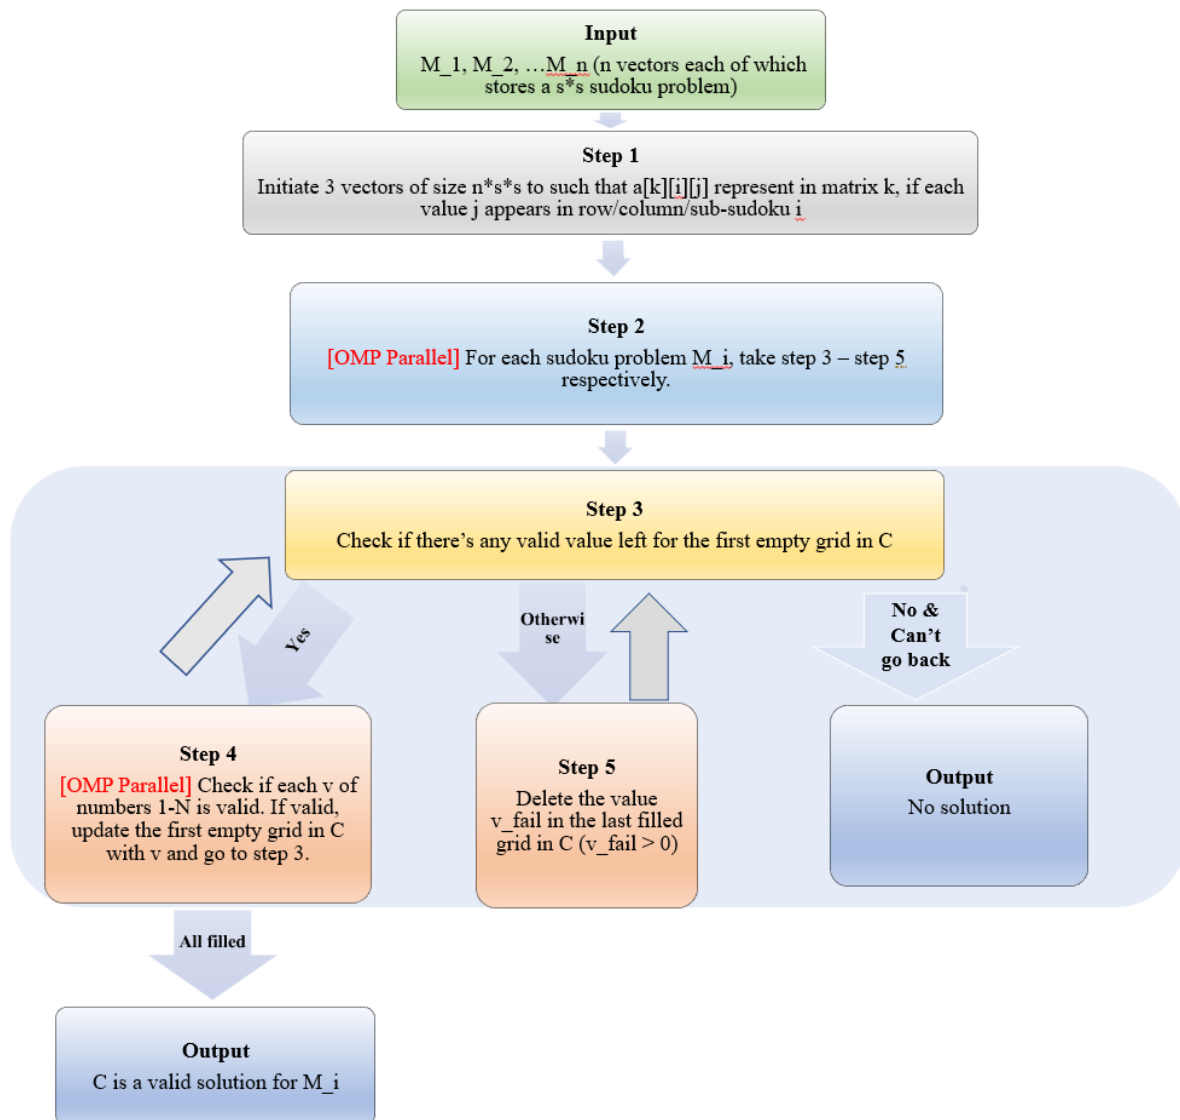 Input
M_1, M_2, …M_n (n vectors each of which
stores a s*s sudoku problem)
Step 1
Initiate 3 vectors of size n*s*s to such that a[k][i][j] represent in matrix k, if each
value j appears in row/column/sub-sudoku i
Step 2
[OMP Parallel] For each sudoku problem M_i, take step 3 – step 5
respectively.
Step 3
Check if there’s any valid value left for the first empty grid in C
Yes
Otherwi
se
No &
Can’t
go back
Step 4
[OMP Parallel] Check if each v of
numbers 1-N is valid. If valid,
update the first empty grid in C
with v and go to step 3.
Step 5
Delete the value
v_fail in the last filled
grid in C (v_fail > 0)
Output
No solution
All filled
Output
C is a valid solution for M_i